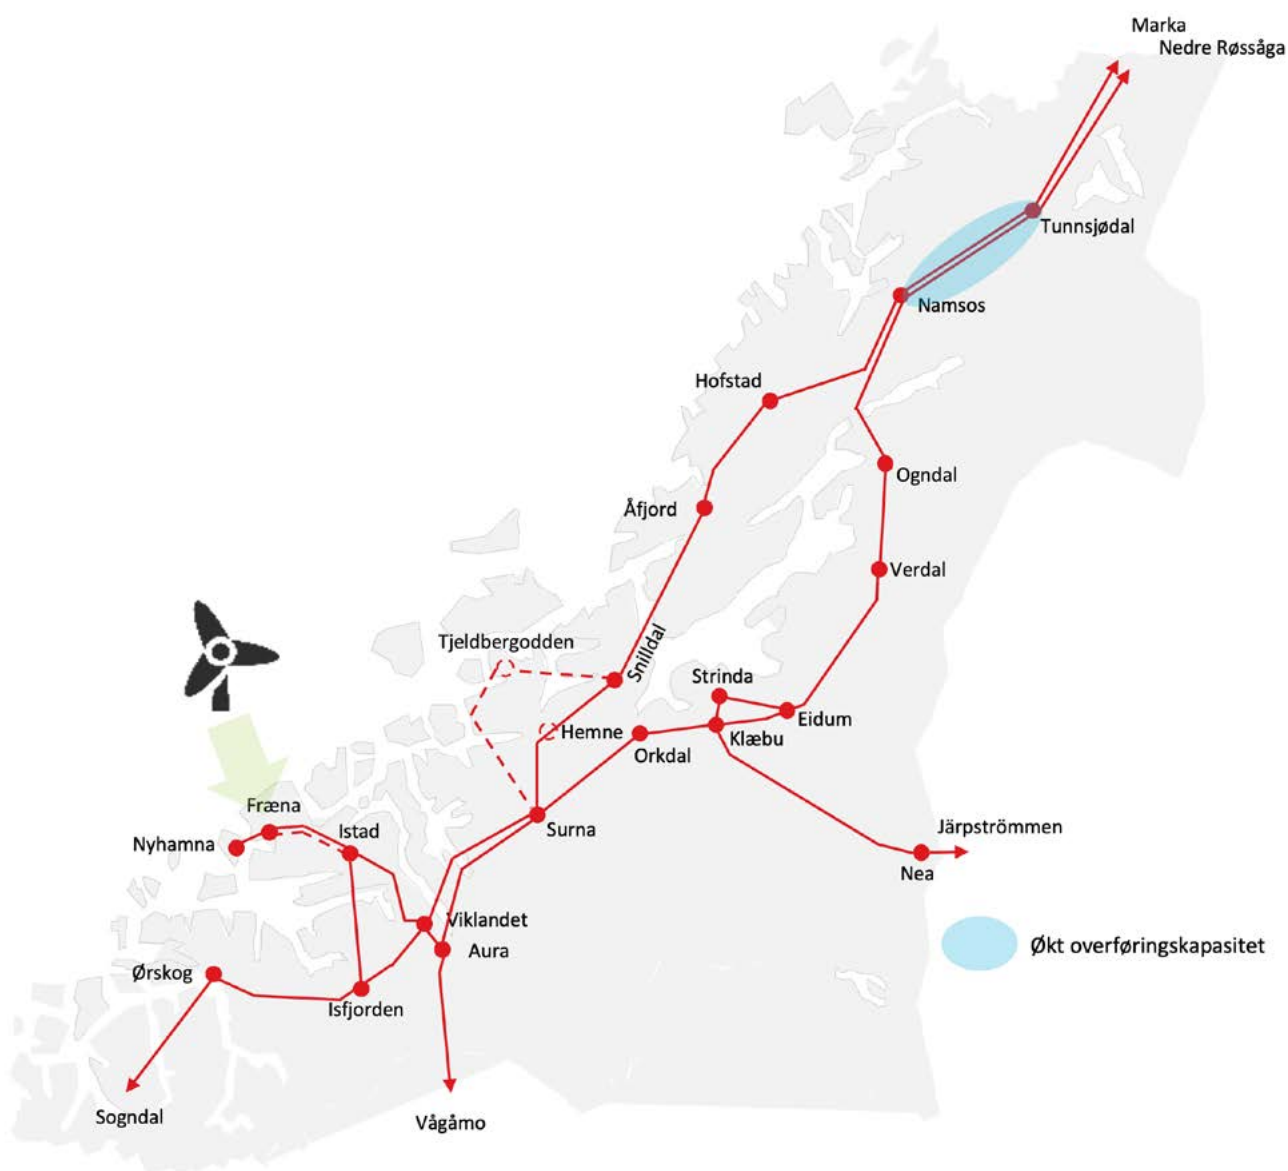 Marka
Nedre Røssåga
Tunnsjødal
Namsos
Hofstad
Ogndal
Åfjord
Verdal
Tjeldbergodden
Snilldal
Strinda
Eidum
Hemne
Klæbu
Orkdal
Fræna
Istad
Surna
Järpströmmen
Nyhamna
Nea
Viklandet
Økt overføringskapasitet
Aura
Ørskog
Isfjorden
Sogndal
Vågåmo